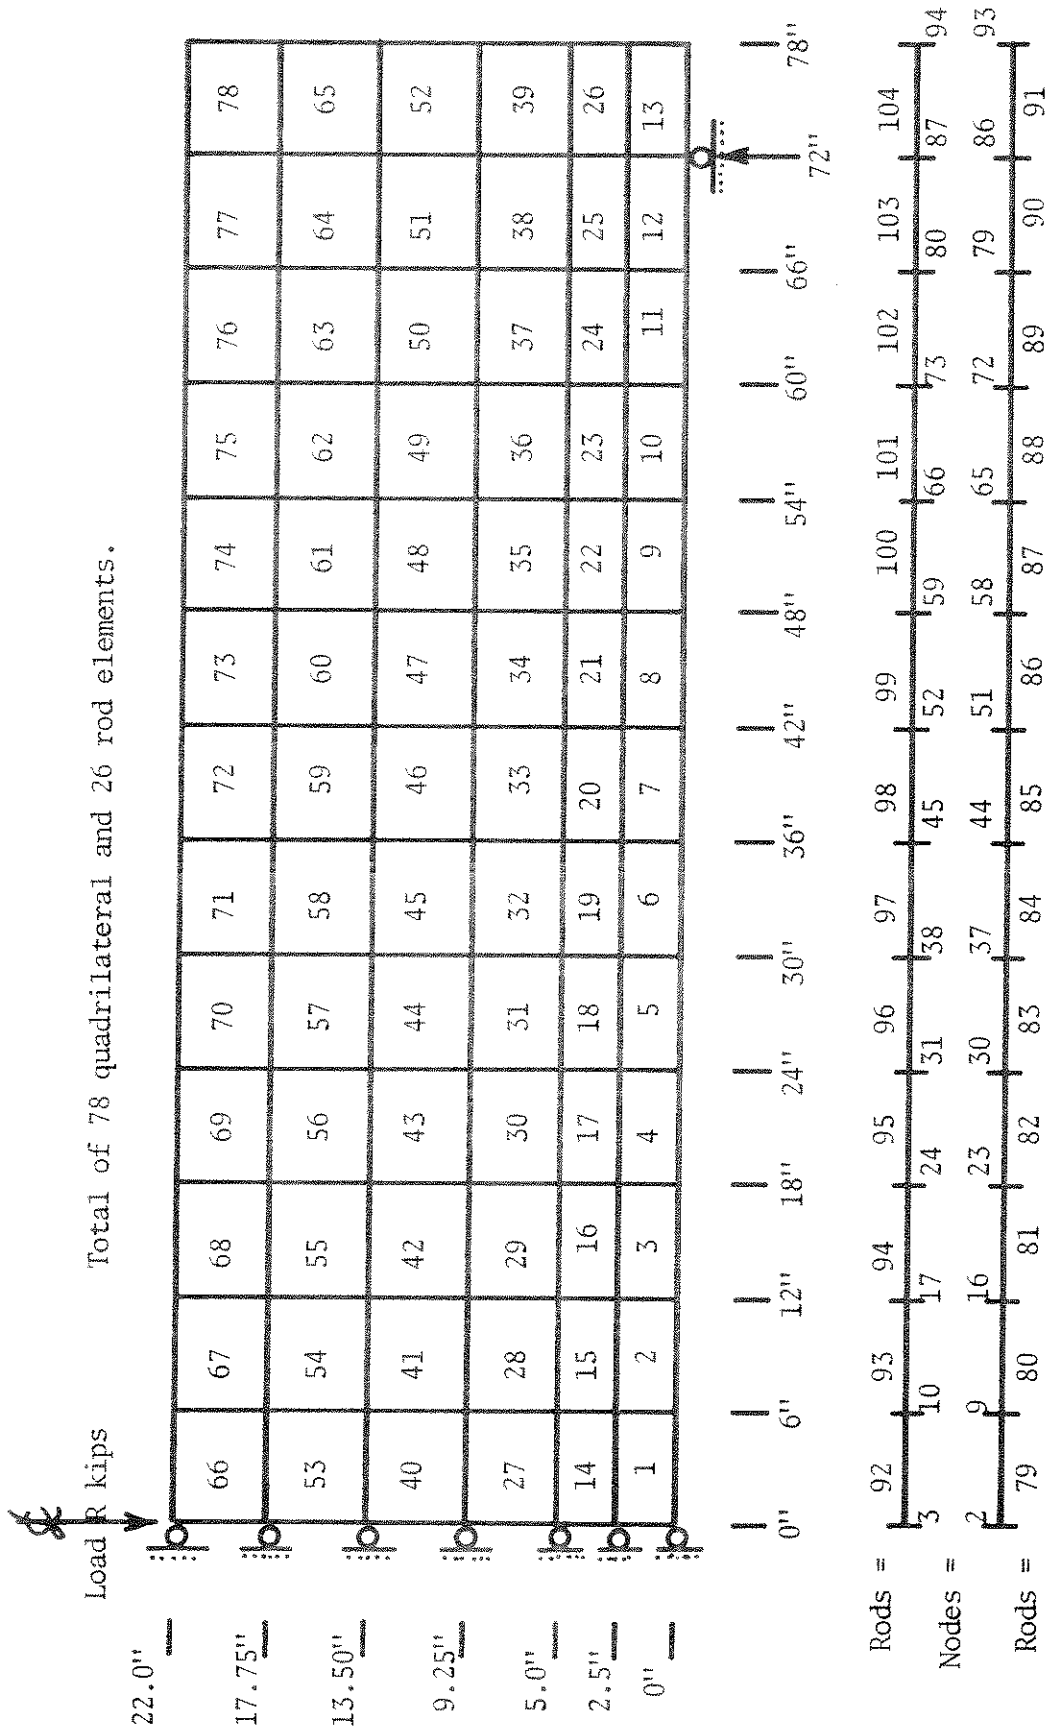 Total of 78 quadrilateral and 26 rod elements.
Load R kips
22.0"
17.75"
13.50"
9.25"
5.0"
2.5"
0"
66 67 68 69 70 71 72 73 74 75 76 77 78
53 54 55 56 57 58 59 60 61 62 63 64 65
40 41 42 43 44 45 46 47 48 49 50 51 52
27 28 29 30 31 32 33 34 35 36 37 38 39
14 15 16 17 18 19 20 21 22 23 24 25 26
1 2 3 4 5 6 7 8 9 10 11 12 13
0" 6" 12" 18" 24" 30" 36" 42" 48" 54" 60" 66" 72" 78"
Rods = 92 93 94 95 96 97 98 99 100 101 102 103 104
3 10 17 24 31 38 45 52 59 66 73 80 87 94
Nodes =
2 9 16 23 30 37 44 51 58 65 72 79 86 93
Rods = 79 80 81 82 83 84 85 86 87 88 89 90 91